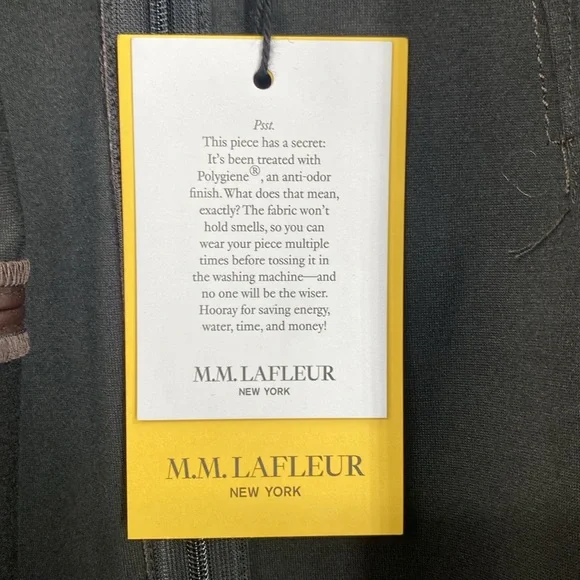 Psst.
This piece has a secret:
It's been treated with
Polygiene®, an anti-odor
finish. What does that mean,
exactly? The fabric won't
hold smells, so you can
wear your piece multiple
times before tossing it in
the washing machine—and
no one will be the wiser.
Hooray for saving energy,
water, time, and money!
M.M.LAFLEUR
NEW YORK
M.M.LAFLEUR
NEW YORK